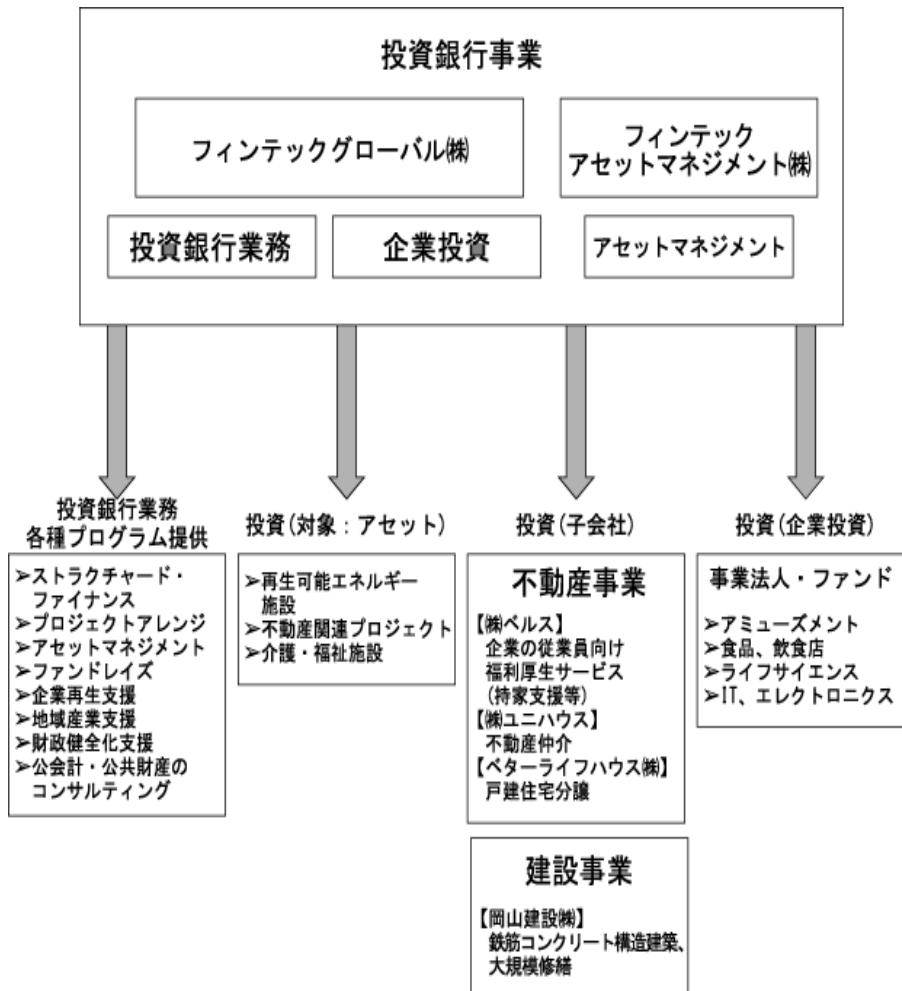 投資銀行事業
フィンテックグローバル㈱
フィンテック
アセットマネジメント㈱
投資銀行業務
企業投資
アセットマネジメント
投資銀行業務
各種プログラム提供
➢ストラクチャード・
ファイナンス
➢プロジェクトアレンジ
➢アセットマネジメント
➢ファンドレイズ
➢企業再生支援
➢地域産業支援
➢財政健全化支援
➢公会計・公共財産の
コンサルティング
投資(対象：アセット)
➢再生可能エネルギー
施設
➢不動産関連プロジェクト
➢介護・福祉施設
投資(子会社)
不動産事業
【㈱ベルス】
企業の従業員向け
福利厚生サービス
(持家支援等)
【㈱ユニハウス】
不動産仲介
【ベターライフハウス㈱】
戸建住宅分譲
建設事業
【岡山建設㈱】
鉄筋コンクリート構造建築、
大規模修繕
投資(企業投資)
事業法人・ファンド
➢アミューズメント
➢食品、飲食店
➢ライフサイエンス
➢IT、エレクトロニクス